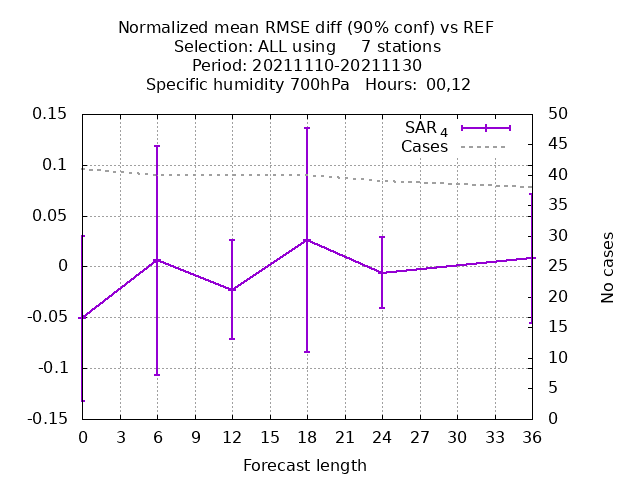 Normalized mean RMSE diff (90% conf) vs REF
Selection: ALL using     7 stations
Period: 20211110-20211130
Specific humidity 700hPa   Hours:  00,12
SAR 4
Cases
0.15
0.1
0.05
0
-0.05
-0.1
-0.15
50
45
40
35
30
25
20
15
10
5
0
No cases
0 3 6 9 12 15 18 21 24 27 30 33 36
Forecast length